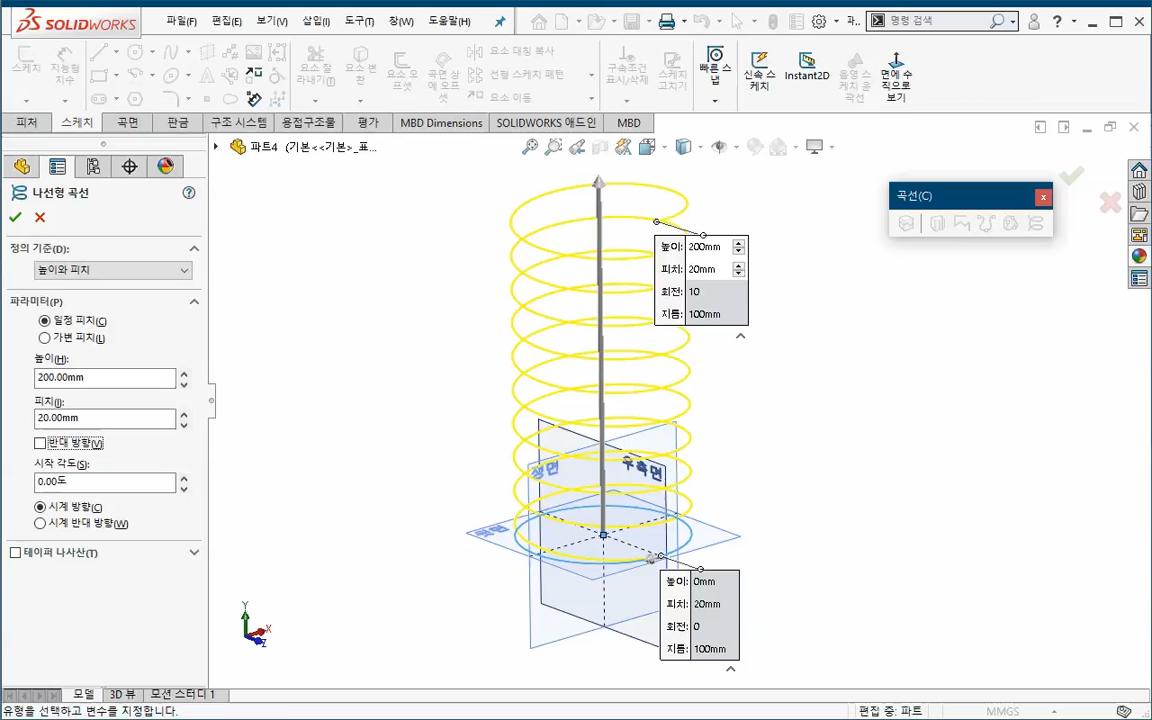 SOLIDWORKS
파일(F) 편집(E) 보기(V) 삽입(I) 도구(T) 창(W) 도움말(H)
파..
명령 검색
스케치
지능형 치수
요소 잘라내기(T)
요소 변환
요소 오프셋
곡면 상에 오프셋
요소 대칭 복사
선형 스케치 패턴
요소 이동
구속조건 표시/삭제
스케치 고치기
빠른 스냅
신속 스케치
Instant2D
음영 스케치 윤곽선
면에 수직으로 보기
피처 스케치 곡면 판금 구조 시스템 용접구조물 평가 MBD Dimensions SOLIDWORKS 애드인 MBD
파트4 (기본<<기본>_표...
나선형 곡선
정의 기준(D):
높이와 피치
파라미터(P)
일정 피치(C)
가변 피치(L)
높이(H):
200.00mm
피치(I):
20.00mm
반대 방향(V)
시작 각도(S):
0.00도
시계 방향(C)
시계 반대 방향(W)
테이퍼 나사산(T)
곡선(C)
높이: 200mm
피치: 20mm
회전: 10
지름: 100mm
정면
우측면
윗면
높이: 0mm
피치: 20mm
회전: 0
지름: 100mm
Y
X
Z
모델 3D 뷰 모션 스터디 1
유형을 선택하고 변수를 지정합니다.
편집 중: 파트
MMGS